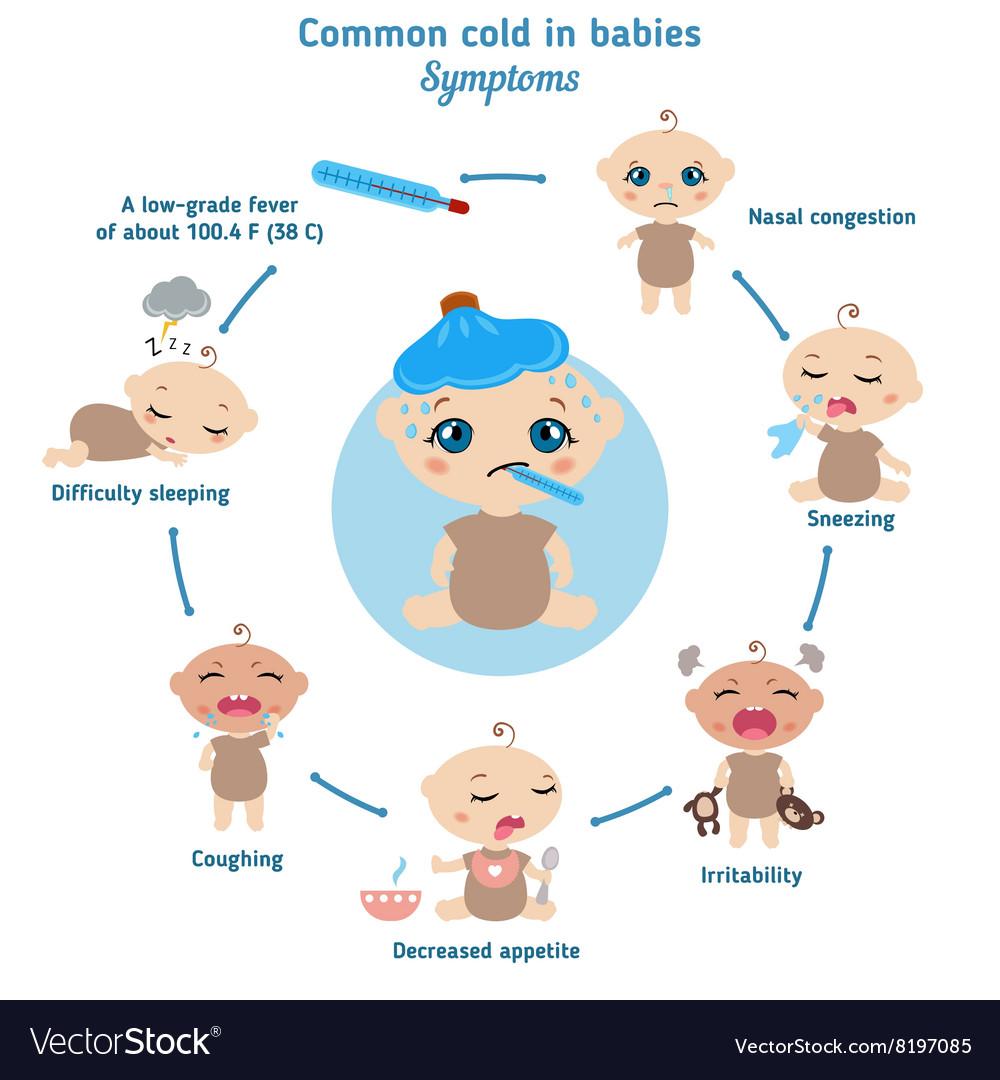 Common cold in babies
Symptoms
A low-grade fever
of about 100.4 F (38 C)
Nasal congestion
z z z
Difficulty sleeping
Sneezing
Coughing
Irritability
Decreased appetite
VectorStock®
VectorStock.com/8197085